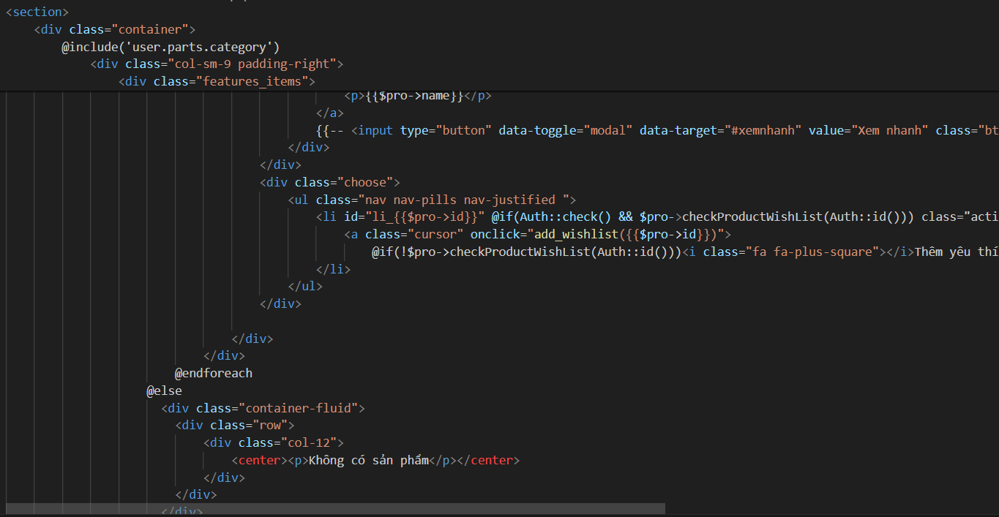 <section>
<div class="container">
@include('user.parts.category')
<div class="col-sm-9 padding-right">
<div class="features_items">
<p>{{$pro->name}}</p>
</a>
{{-- <input type="button" data-toggle="modal" data-target="#xemnhanh" value="Xem nhanh" class="bt
</div>
</div>
<div class="choose">
<ul class="nav nav-pills nav-justified ">
<li id="li_{{$pro->id}}" @if(Auth::check() && $pro->checkProductWishList(Auth::id())) class="acti
<a class="cursor" onclick="add_wishlist({{$pro->id}})">
@if(!$pro->checkProductWishList(Auth::id()))<i class="fa fa-plus-square"></i>Thêm yêu thí
</li>
</ul>
</div>
</div>
</div>
@endforeach
@else
<div class="container-fluid">
<div class="row">
<div class="col-12">
<center><p>Không có sản phẩm</p></center>
</div>
</div>
</div>